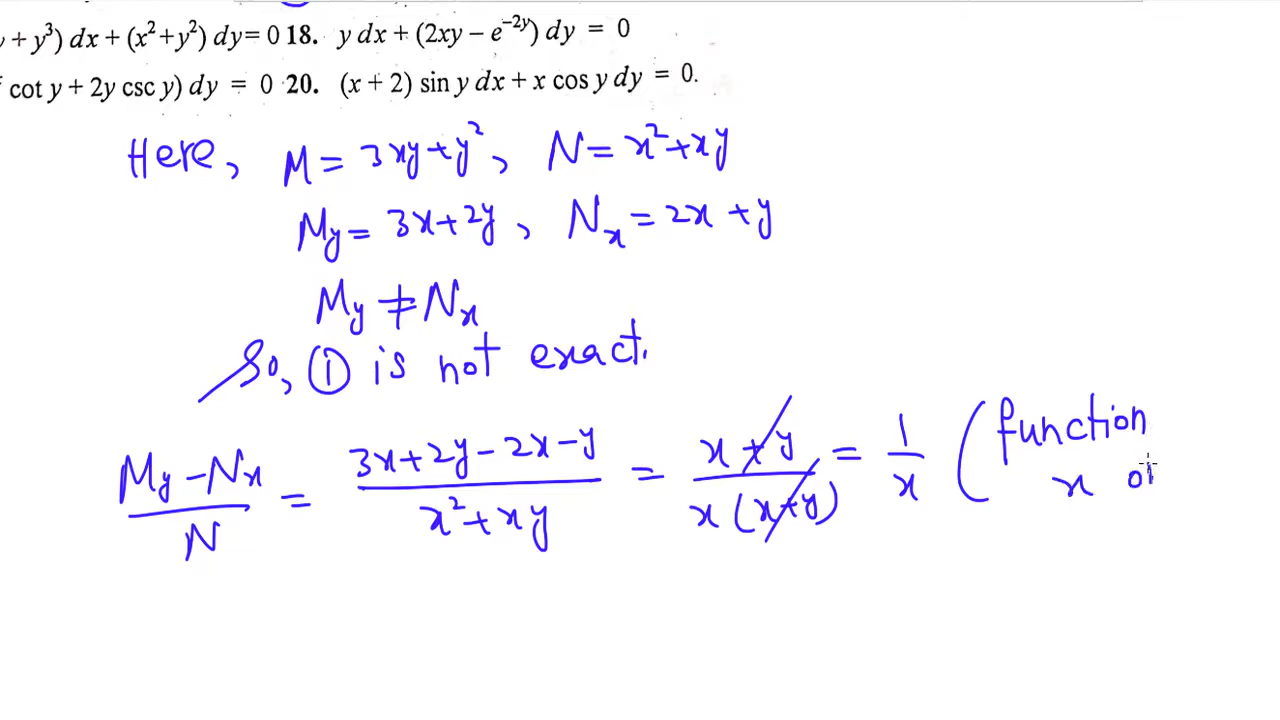 + y³) dx + (x²+y²) dy = 0 18. y dx + (2xy − e⁻²ʸ) dy = 0
cot y + 2y csc y) dy = 0 20. (x + 2) sin y dx + x cos y dy = 0.
Here, M = 3xy+y², N = x²+xy
My = 3x+2y, Nx = 2x+y
My ≠ Nx
So, ① is not exact.
(My − Nx)/N = (3x+2y−2x−y)/(x²+xy) = (x+y)/(x(x+y)) = 1/x (function
x o